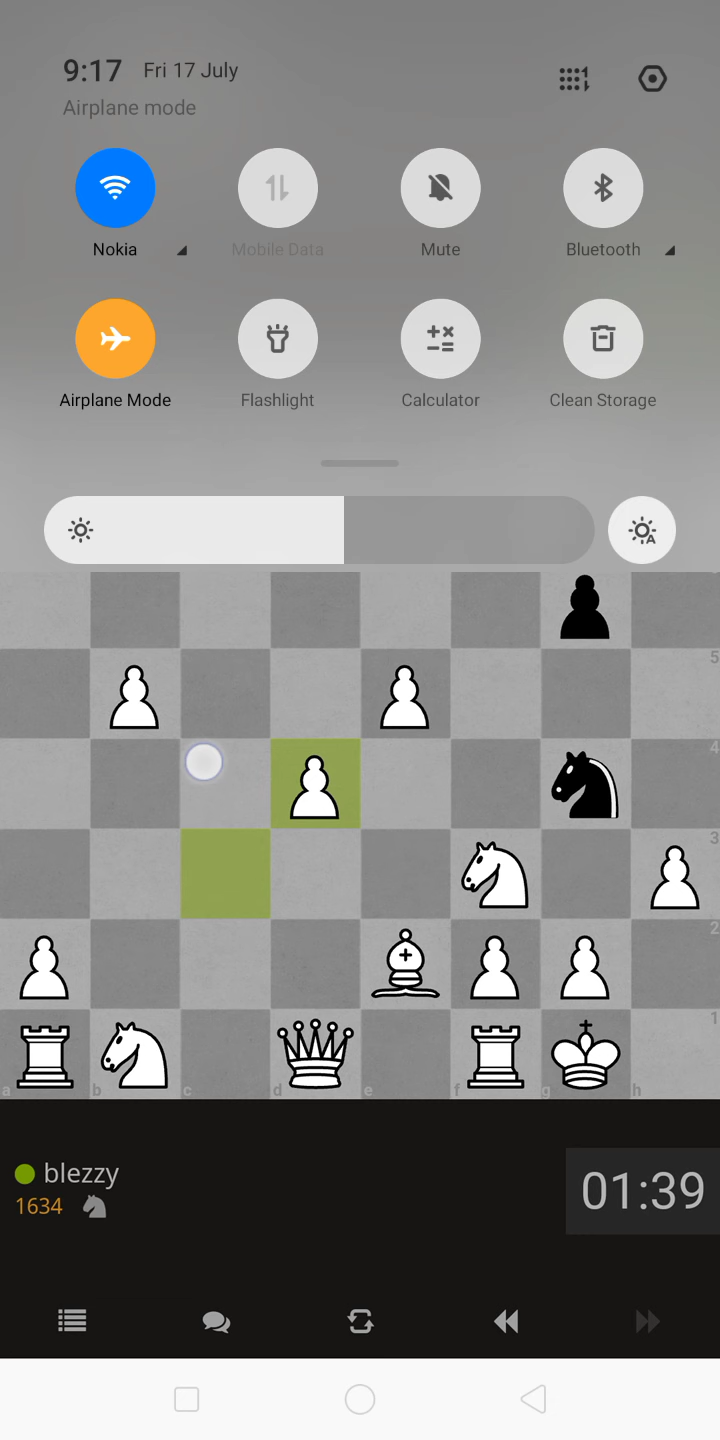 9:17 Fri 17 July
Airplane mode
Nokia Mobile Data Mute Bluetooth
Airplane Mode Flashlight Calculator Clean Storage
5
4
3
2
1
a b c d e f g h
blezzy
1634
01:39